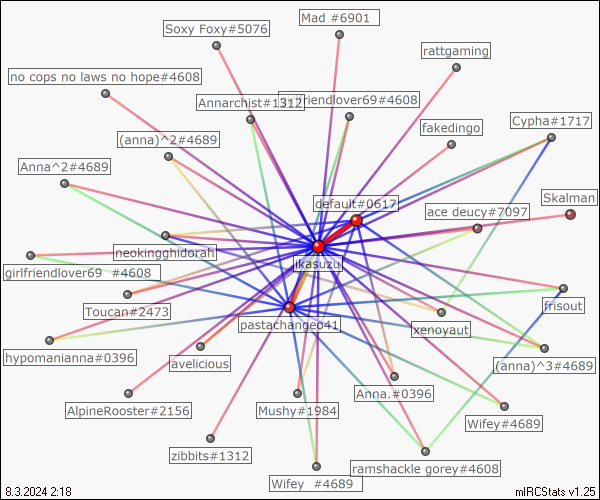 Mad #6901
Soxy Foxy#5076
rattgaming
no cops no laws no hope#4608
Annarchist#1312
friendlover69#4608
Cypha#1717
fakedingo
(anna)^2#4689
Anna^2#4689
Skalman
default#0617
ace deucy#7097
neokingghidorah
jikasuzu
girlfriendlover69 #4608
Toucan#2473
frisout
pastachangeo41
xenoyaut
hypomanianna#0396
avelicious
(anna)^3#4689
Anna.#0396
AlpineRooster#2156
Mushy#1984
Wifey#4689
zibbits#1312
ramshackle gorey#4608
Wifey #4689
8.3.2024 2:18
mIRCStats v1.25